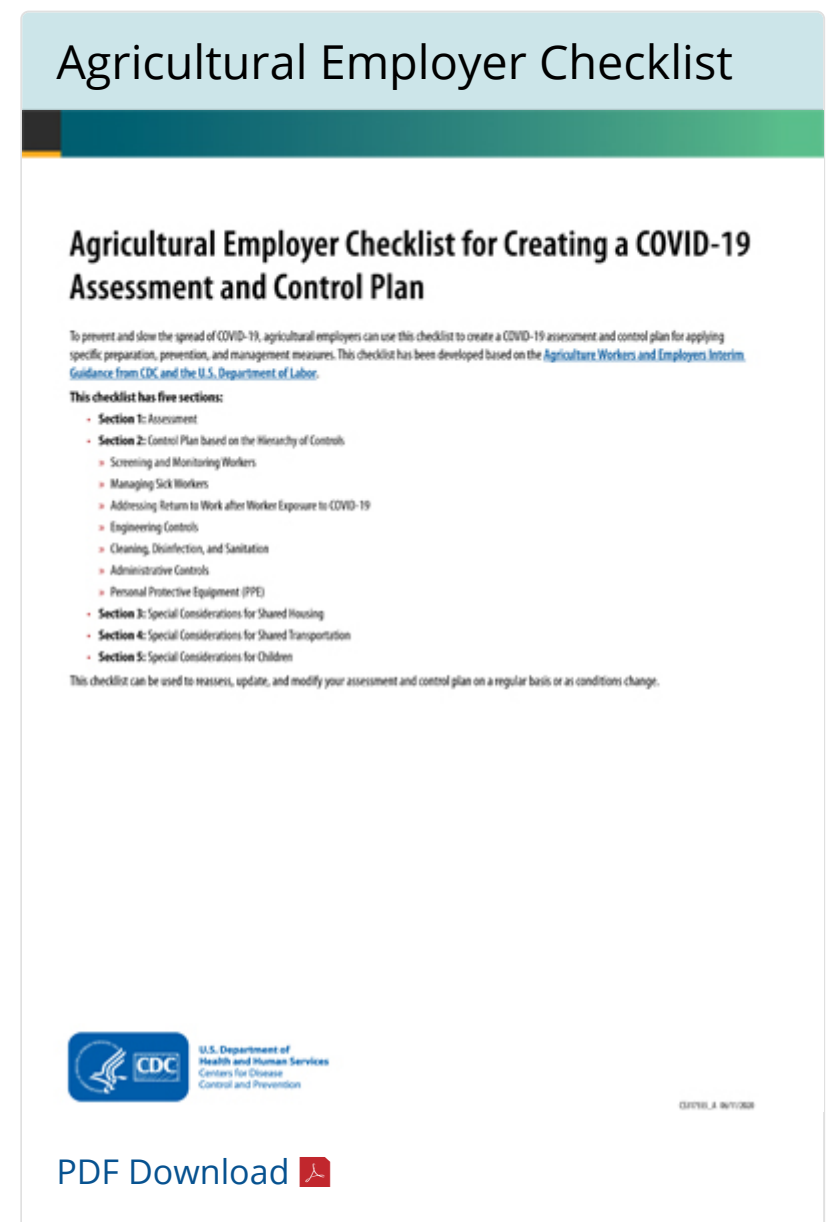 Agricultural Employer Checklist
Agricultural Employer Checklist for Creating a COVID-19
Assessment and Control Plan
To prevent and slow the spread of COVID-19, agricultural employers can use this checklist to create a COVID-19 assessment and control plan for applying
specific preparation, prevention, and management measures. This checklist has been developed based on the Agriculture Workers and Employers Interim
Guidance from CDC and the U.S. Department of Labor.
This checklist has five sections:
• Section 1: Assessment
• Section 2: Control Plan based on the Hierarchy of Controls
» Screening and Monitoring Workers
» Managing Sick Workers
» Addressing Return to Work after Worker Exposure to COVID-19
» Engineering Controls
» Cleaning, Disinfection, and Sanitation
» Administrative Controls
» Personal Protective Equipment (PPE)
• Section 3: Special Considerations for Shared Housing
• Section 4: Special Considerations for Shared Transportation
• Section 5: Special Considerations for Children
This checklist can be used to reassess, update, and modify your assessment and control plan on a regular basis or as conditions change.
CDC
U.S. Department of
Health and Human Services
Centers for Disease
Control and Prevention
06/11/2020
PDF Download